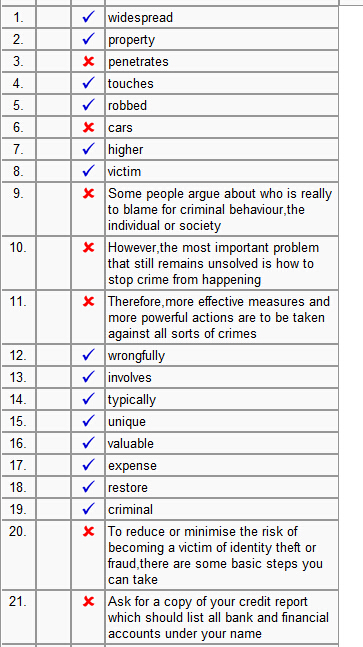 1. ✓ widespread
2. ✓ property
3. ✗ penetrates
4. ✓ touches
5. ✓ robbed
6. ✗ cars
7. ✓ higher
8. ✓ victim
9. ✗ Some people argue about who is really
to blame for criminal behaviour,the
individual or society
10. ✗ However,the most important problem
that still remains unsolved is how to
stop crime from happening
11. ✗ Therefore,more effective measures and
more powerful actions are to be taken
against all sorts of crimes
12. ✓ wrongfully
13. ✓ involves
14. ✓ typically
15. ✓ unique
16. ✓ valuable
17. ✓ expense
18. ✓ restore
19. ✓ criminal
20. ✗ To reduce or minimise the risk of
becoming a victim of identity theft or
fraud,there are some basic steps you
can take
21. ✗ Ask for a copy of your credit report
which should list all bank and financial
accounts under your name